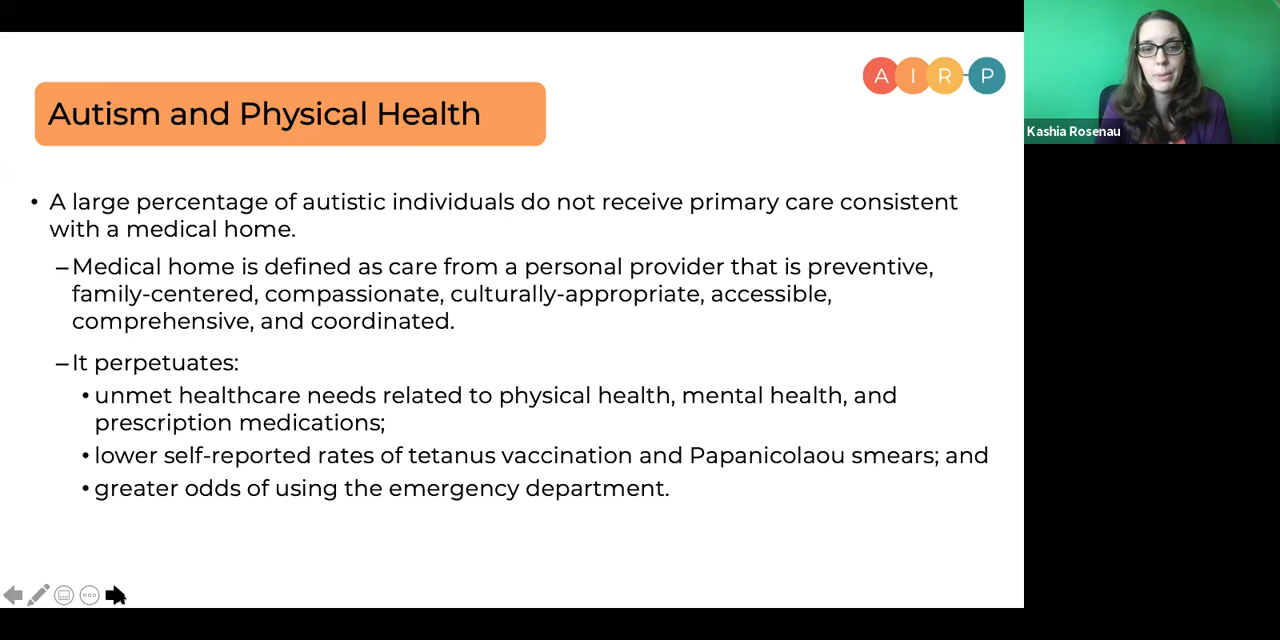 A I R P
Kashia Rosenau
Autism and Physical Health
• A large percentage of autistic individuals do not receive primary care consistent
with a medical home.
– Medical home is defined as care from a personal provider that is preventive,
family-centered, compassionate, culturally-appropriate, accessible,
comprehensive, and coordinated.
– It perpetuates:
• unmet healthcare needs related to physical health, mental health, and
prescription medications;
• lower self-reported rates of tetanus vaccination and Papanicolaou smears; and
• greater odds of using the emergency department.